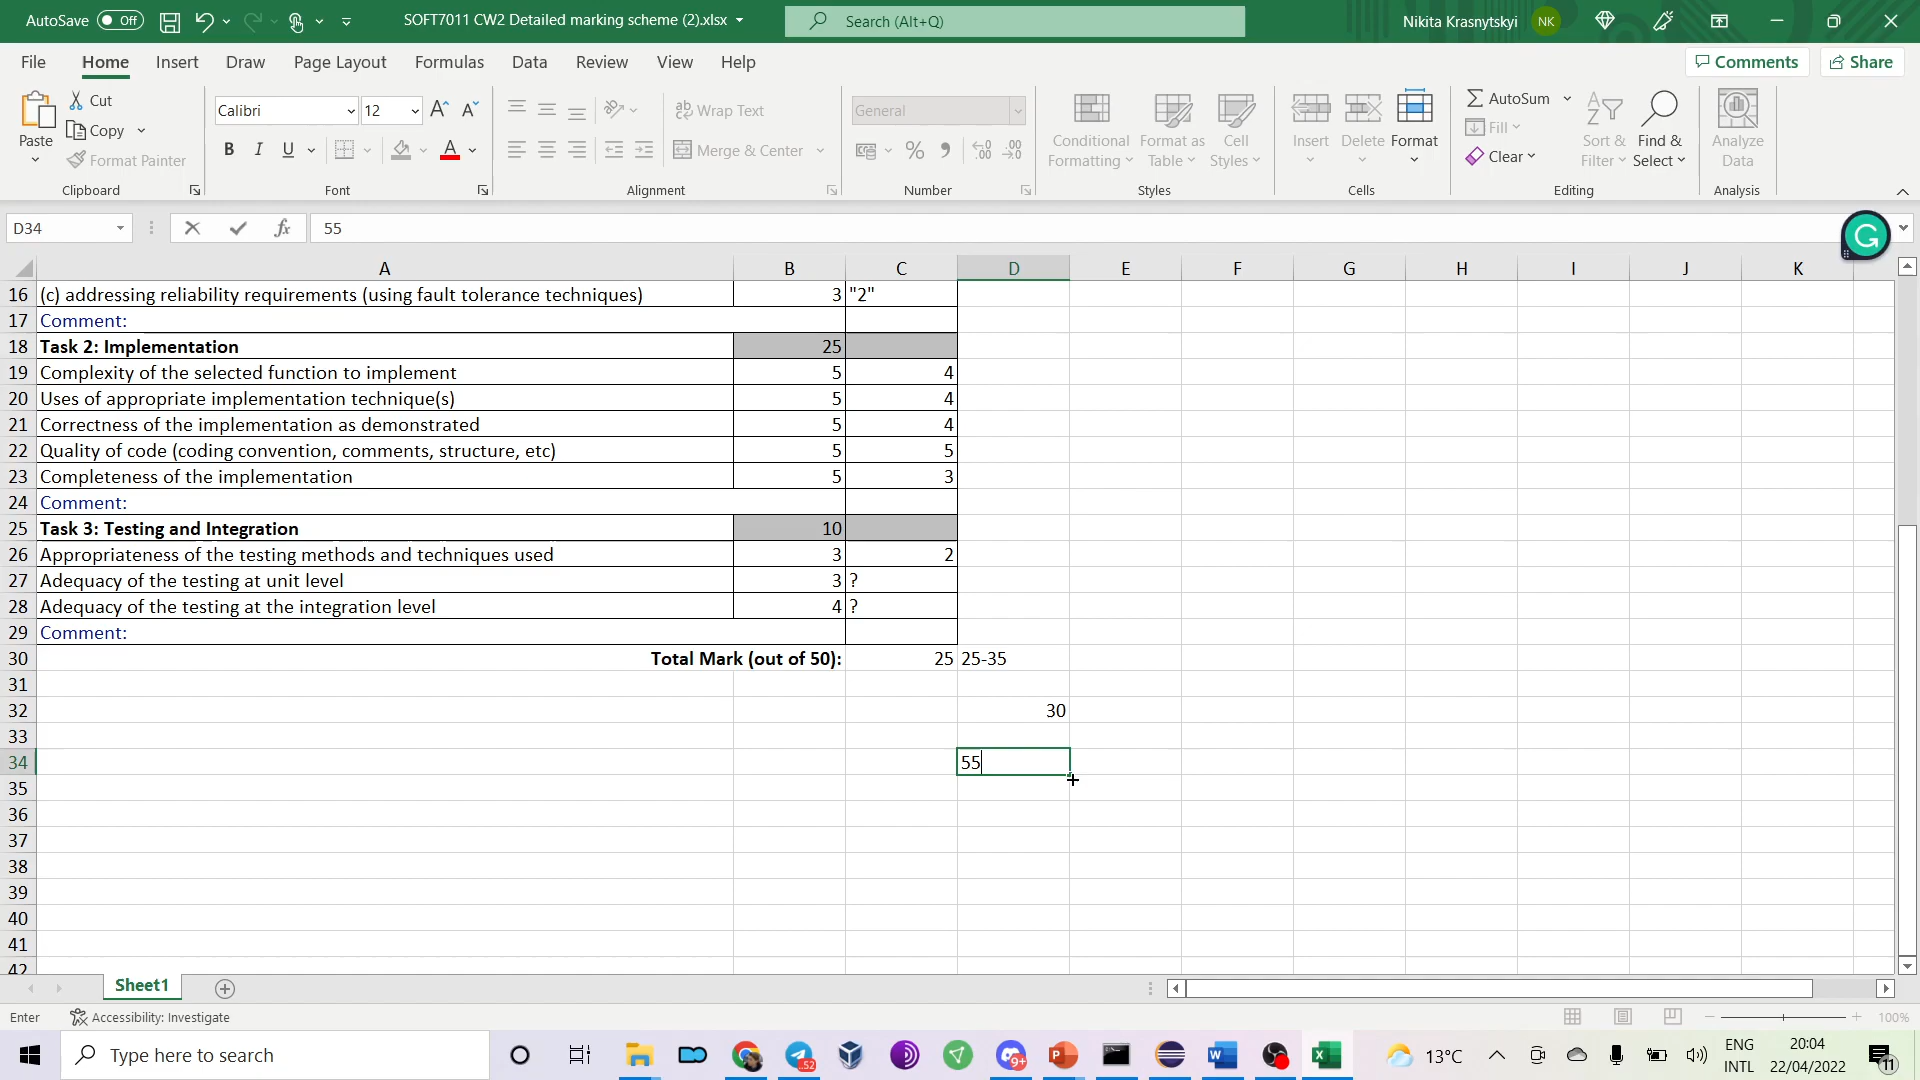 AutoSave Off SOFT7011 CW2 Detailed marking scheme (2).xlsx Search (Alt+Q) Nikita Krasnytskyi NK
File Home Insert Draw Page Layout Formulas Data Review View Help Comments Share
Paste Cut Copy Format Painter Clipboard
Calibri 12 B I U A Font
ab Wrap Text Merge & Center Alignment
General % Number
Conditional Formatting Format as Table Cell Styles Styles
Insert Delete Format Cells
AutoSum Fill Clear Sort & Filter Find & Select Editing
Analyze Data Analysis
D34 fx 55
A B C D E F G H I J K
16 (c) addressing reliability requirements (using fault tolerance techniques) 3 "2"
17 Comment:
18 Task 2: Implementation 25
19 Complexity of the selected function to implement 5 4
20 Uses of appropriate implementation technique(s) 5 4
21 Correctness of the implementation as demonstrated 5 4
22 Quality of code (coding convention, comments, structure, etc) 5 5
23 Completeness of the implementation 5 3
24 Comment:
25 Task 3: Testing and Integration 10
26 Appropriateness of the testing methods and techniques used 3 2
27 Adequacy of the testing at unit level 3 ?
28 Adequacy of the testing at the integration level 4 ?
29 Comment:
30 Total Mark (out of 50): 25 25-35
31
32 30
33
34 55
35
36
37
38
39
40
41
42
Sheet1
Enter Accessibility: Investigate 100%
Type here to search 13°C ENG INTL 20:04 22/04/2022